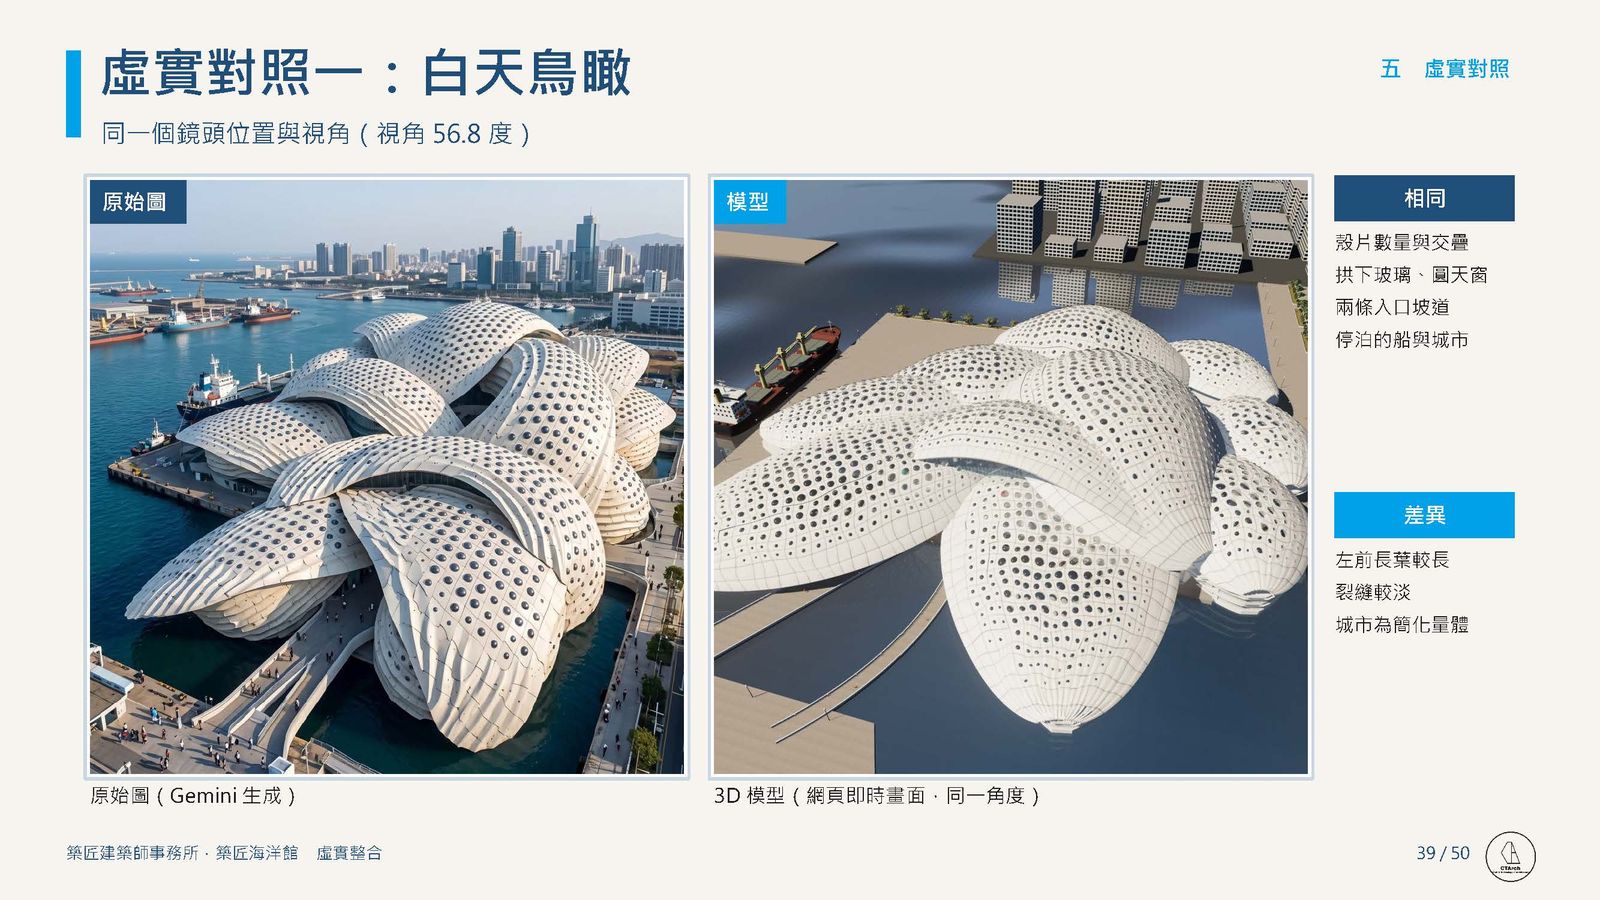 虛實對照一：白天鳥瞰
同一個鏡頭位置與視角（視角 56.8 度）
五　虛實對照
原始圖
模型
相同
殼片數量與交疊
拱下玻璃、圓天窗
兩條入口坡道
停泊的船與城市
差異
左前長葉較長
裂縫較淡
城市為簡化量體
原始圖（Gemini 生成）
3D 模型（網頁即時畫面．同一角度）
築匠建築師事務所．築匠海洋館　虛實整合
39 / 50
CTArch